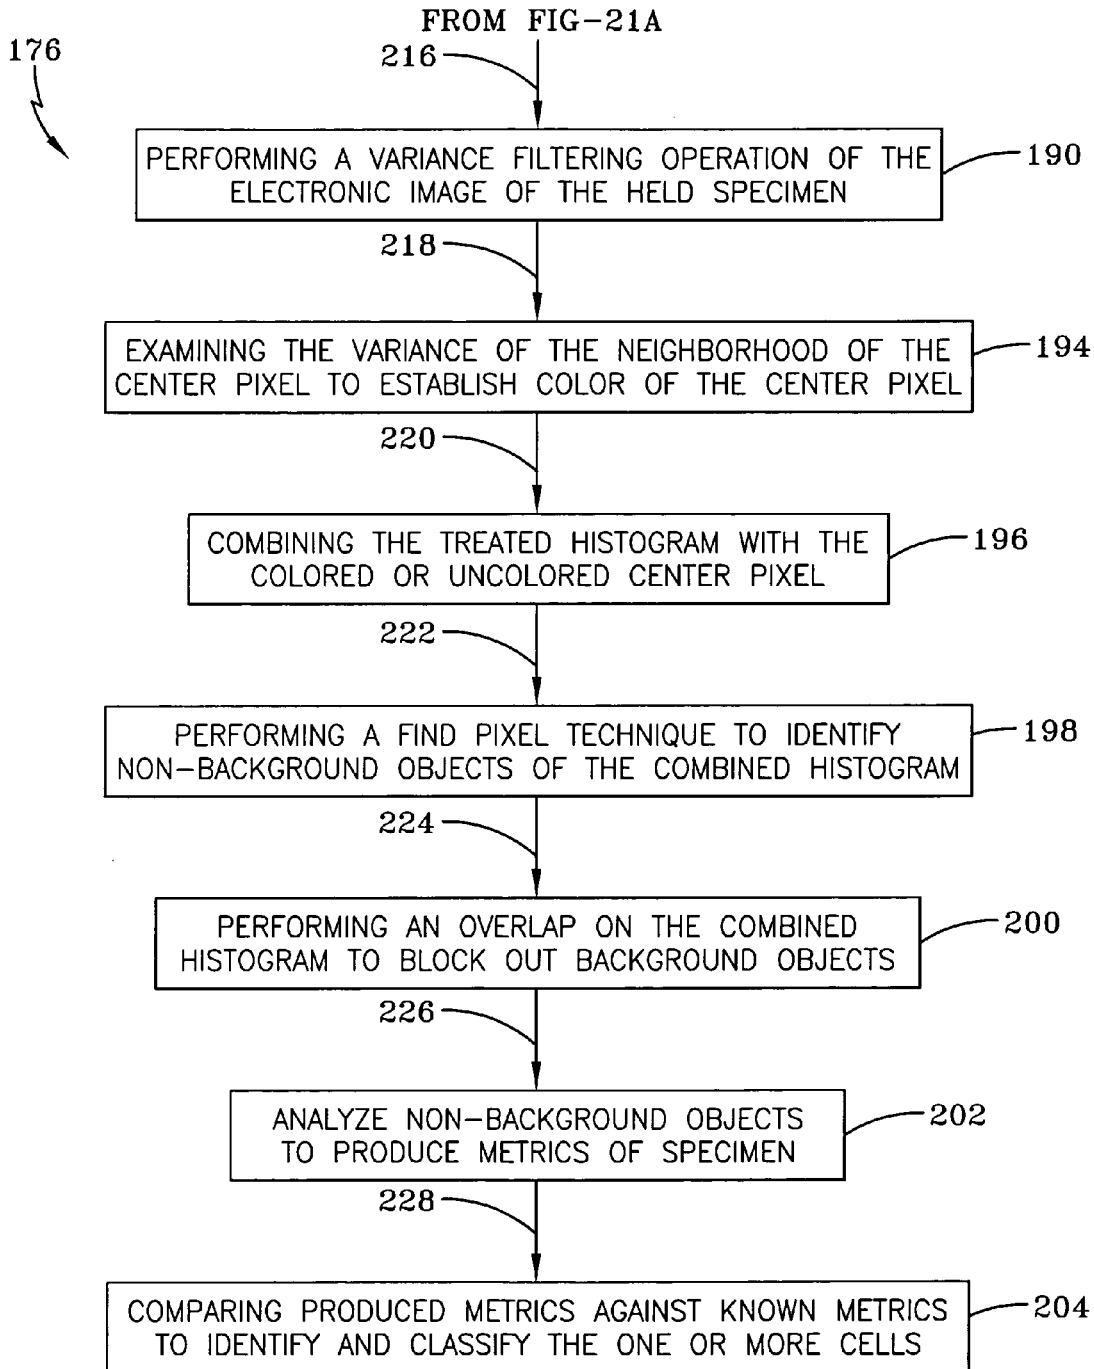 FROM FIG-21A
176
216
PERFORMING A VARIANCE FILTERING OPERATION OF THE
ELECTRONIC IMAGE OF THE HELD SPECIMEN
190
218
EXAMINING THE VARIANCE OF THE NEIGHBORHOOD OF THE
CENTER PIXEL TO ESTABLISH COLOR OF THE CENTER PIXEL
194
220
COMBINING THE TREATED HISTOGRAM WITH THE
COLORED OR UNCOLORED CENTER PIXEL
196
222
PERFORMING A FIND PIXEL TECHNIQUE TO IDENTIFY
NON-BACKGROUND OBJECTS OF THE COMBINED HISTOGRAM
198
224
PERFORMING AN OVERLAP ON THE COMBINED
HISTOGRAM TO BLOCK OUT BACKGROUND OBJECTS
200
226
ANALYZE NON-BACKGROUND OBJECTS
TO PRODUCE METRICS OF SPECIMEN
202
228
COMPARING PRODUCED METRICS AGAINST KNOWN METRICS
TO IDENTIFY AND CLASSIFY THE ONE OR MORE CELLS
204